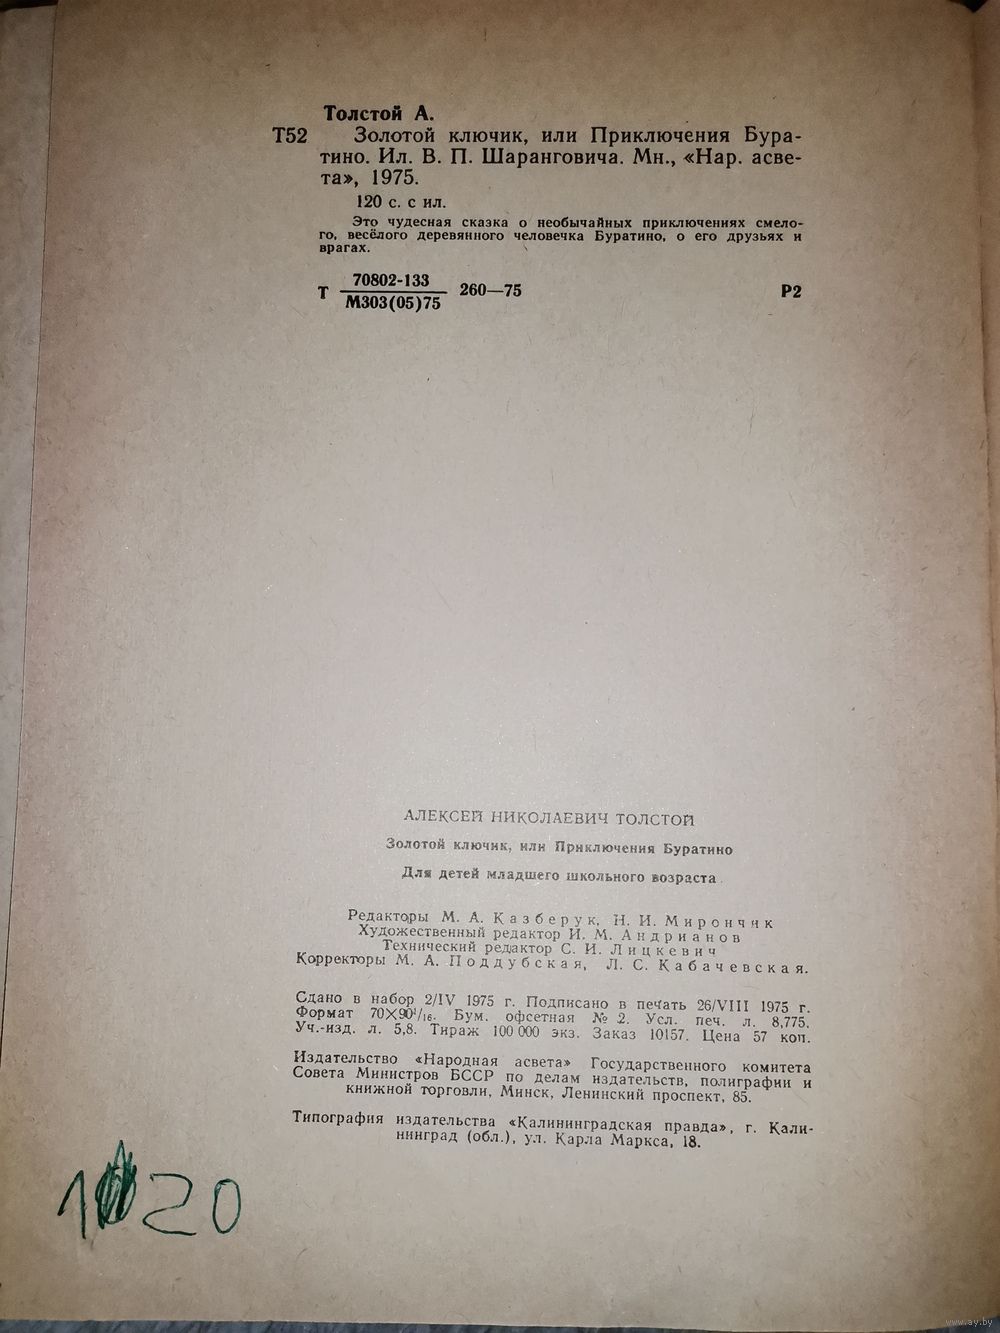 Толстой А.
Т52 Золотой ключик, или Приключения Бура-
тино. Ил. В. П. Шаранговича. Мн., «Нар. асве-
та», 1975.
120 с. с ил.
Это чудесная сказка о необычайных приключениях смело-
го, весёлого деревянного человечка Буратино, о его друзьях и
врагах.
70802-133
Т 260—75 Р2
М303(05)75
АЛЕКСЕЙ НИКОЛАЕВИЧ ТОЛСТОЙ
Золотой ключик, или Приключения Буратино
Для детей младшего школьного возраста
Редакторы М. А. Казберук, Н. И. Мирончик
Художественный редактор И. М. Андрианов
Технический редактор С. И. Лицкевич
Корректоры М. А. Поддубская, Л. С. Кабачевская.
Сдано в набор 2/IV 1975 г. Подписано в печать 26/VIII 1975 г.
Формат 70×90¹/₁₆. Бум. офсетная № 2. Усл. печ. л. 8,775.
Уч.-изд. л. 5,8. Тираж 100 000 экз. Заказ 10157. Цена 57 коп.
Издательство «Народная асвета» Государственного комитета
Совета Министров БССР по делам издательств, полиграфии и
книжной торговли, Минск, Ленинский проспект, 85.
Типография издательства «Калининградская правда», г. Кали-
нинград (обл.), ул. Карла Маркса, 18.
1 20
www.ay.by